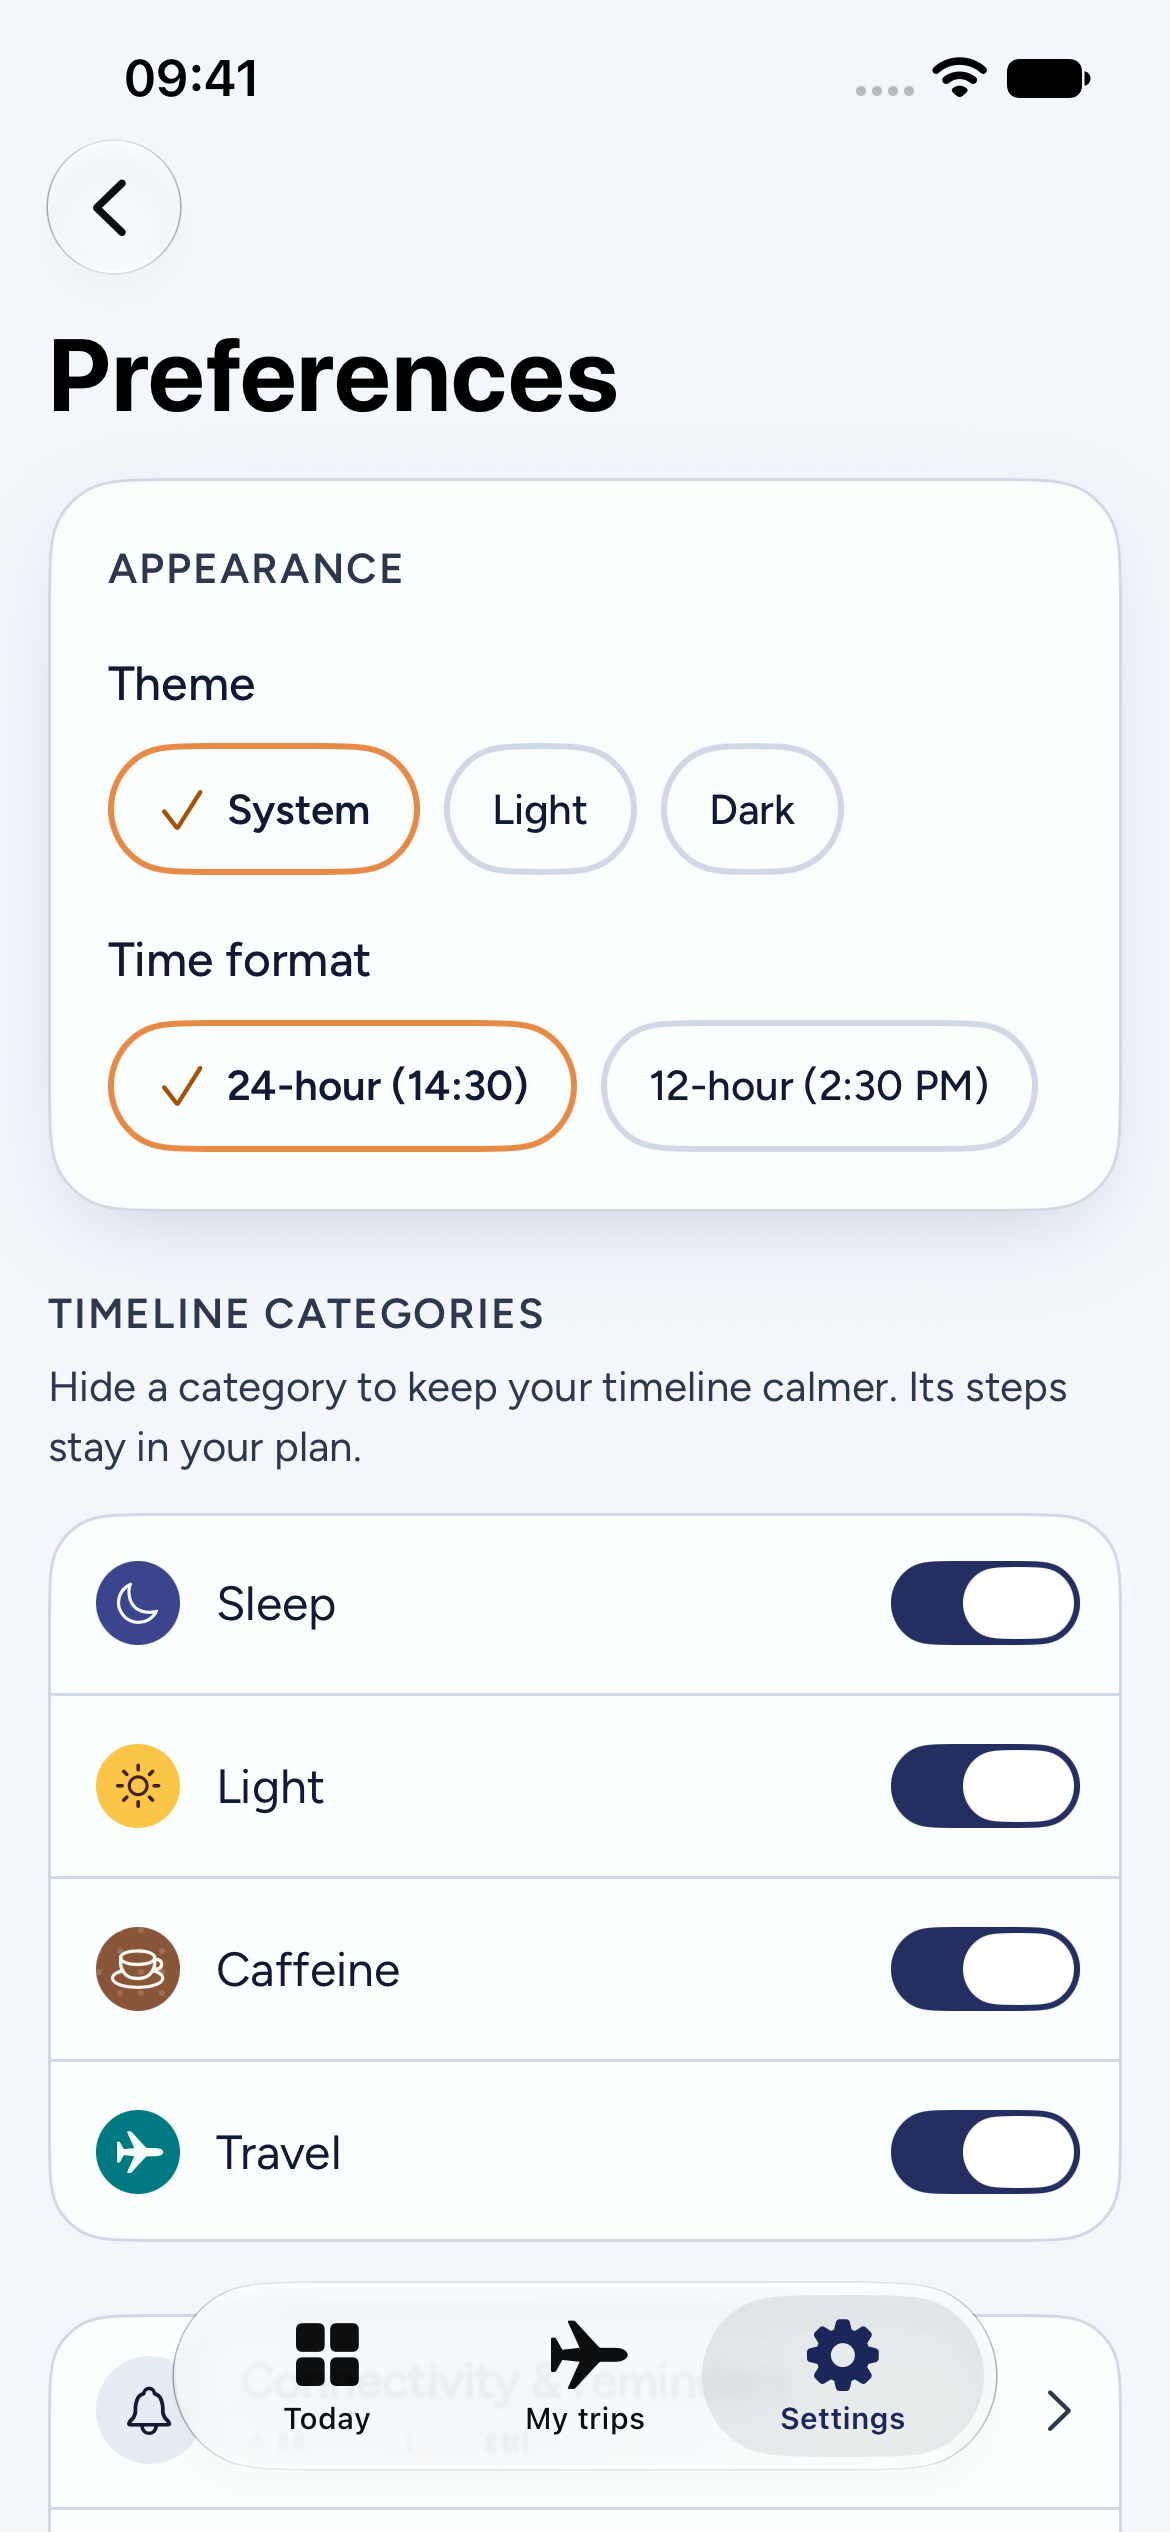 09:41
Preferences
APPEARANCE
Theme
System
Light
Dark
Time format
24-hour (14:30)
12-hour (2:30 PM)
TIMELINE CATEGORIES
Hide a category to keep your timeline calmer. Its steps
stay in your plan.
Sleep
Light
Caffeine
Travel
Connectivity & reminders
Today
My trips
Settings